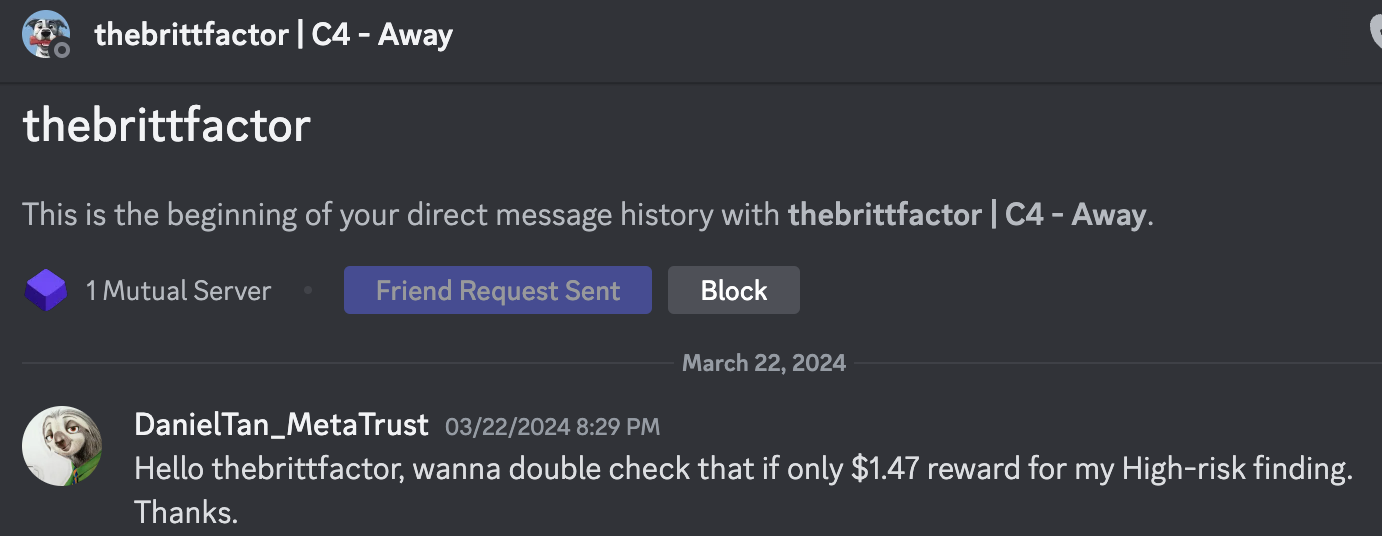 thebrittfactor | C4 - Away
thebrittfactor
This is the beginning of your direct message history with thebrittfactor | C4 - Away.
1 Mutual Server
Friend Request Sent
Block
March 22, 2024
DanielTan_MetaTrust 03/22/2024 8:29 PM
Hello thebrittfactor, wanna double check that if only $1.47 reward for my High-risk finding.
Thanks.